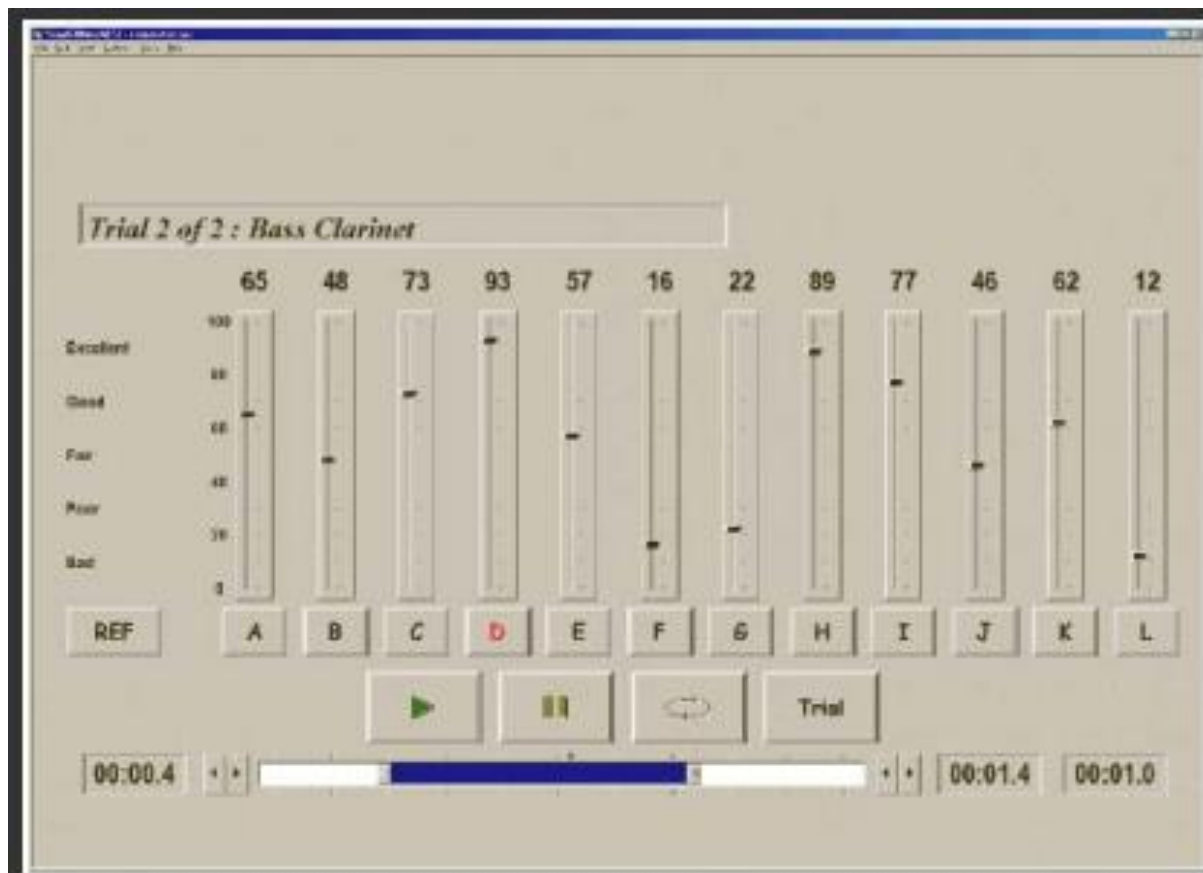 Trial 2 of 2 : Bass Clarinet
65 48 73 93 57 16 22 89 77 46 62 12
100
Excellent
80
Good
60
Fair
40
Poor
20
Bad
0
REF A B C D E F G H I J K L
Trial
00:00.4 00:01.4 00:01.0